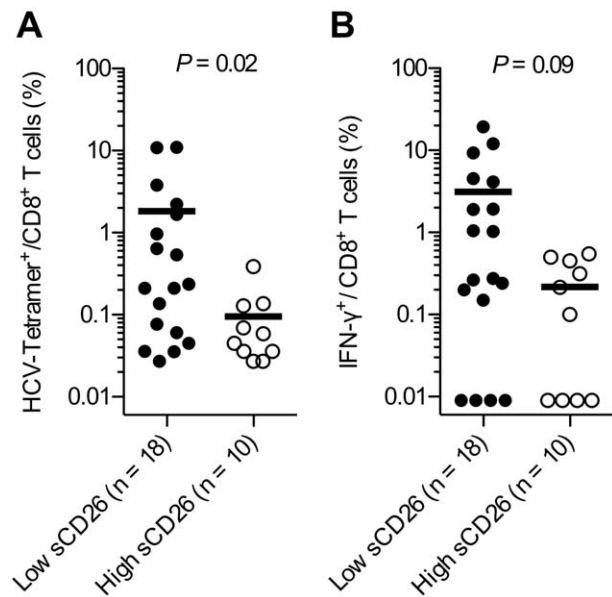 A
P = 0.02
HCV-Tetramer⁺/CD8⁺ T cells (%)
100
10
1
0.1
0.01
Low sCD26 (n = 18)
High sCD26 (n = 10)
B
P = 0.09
IFN-γ⁺/ CD8⁺ T cells (%)
100
10
1
0.1
0.01
Low sCD26 (n = 18)
High sCD26 (n = 10)